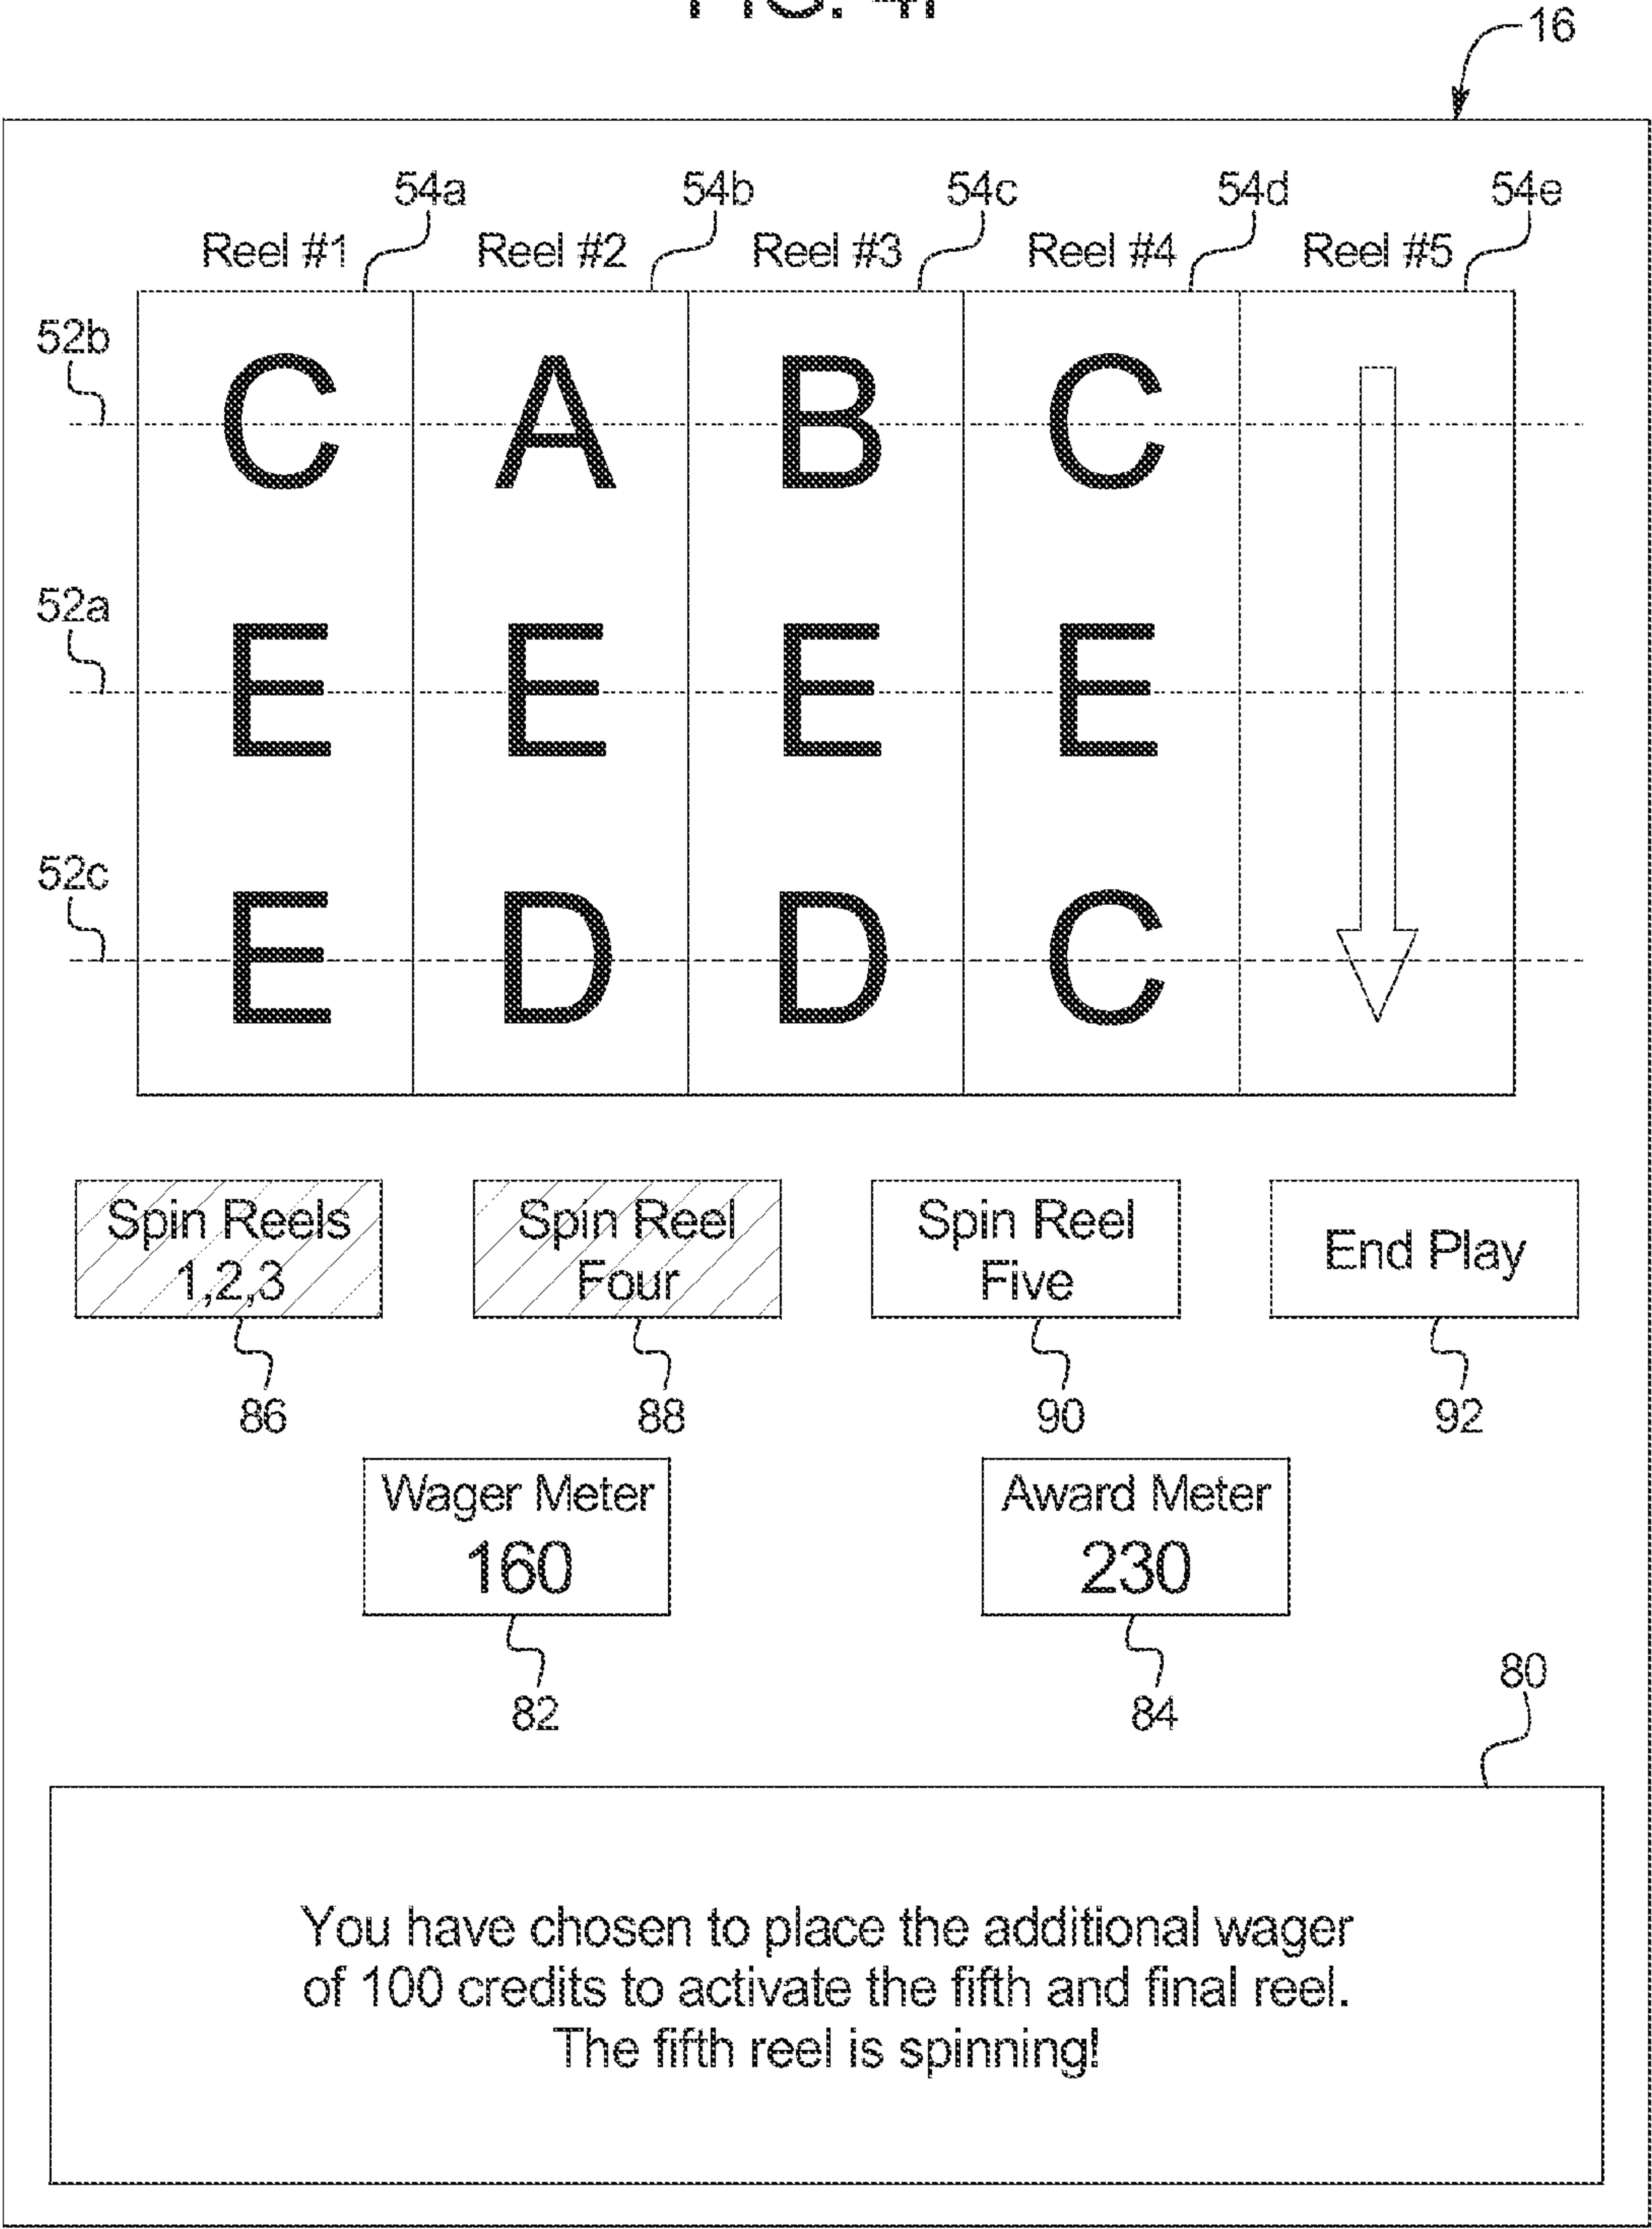 16
54a 54b 54c 54d 54e
Reel #1 Reel #2 Reel #3 Reel #4 Reel #5
52b
C A B C
52a
E E E E
52c
E D D C
Spin Reels Spin Reel Spin Reel End Play
1,2,3 Four Five
86 88 90 92
Wager Meter Award Meter
160 230
82 84
80
You have chosen to place the additional wager
of 100 credits to activate the fifth and final reel.
The fifth reel is spinning!